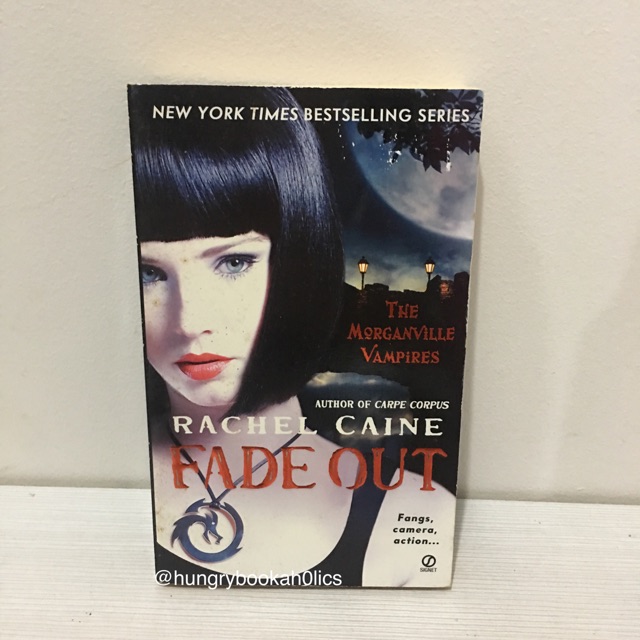 NEW YORK TIMES BESTSELLING SERIES
THE
MORGANVILLE
VAMPIRES
AUTHOR OF CARPE CORPUS
RACHEL CAINE
FADE OUT
Fangs,
camera,
action...
SIGNET
@hungrybookah0lics